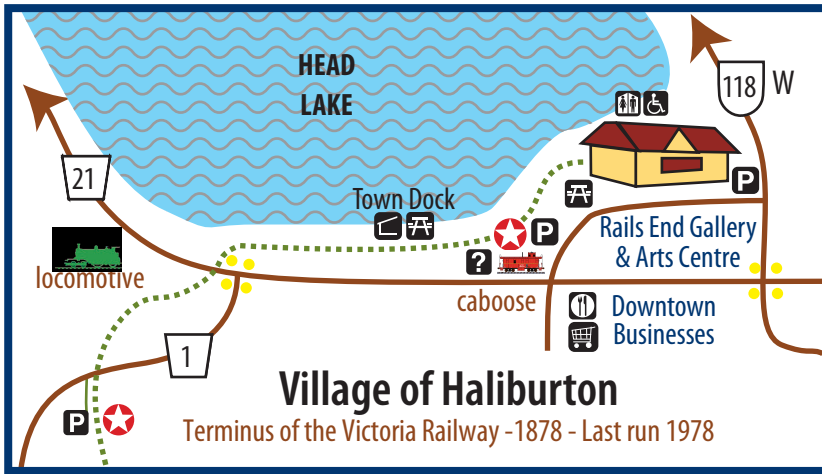 HEAD
LAKE
118
W
21
Town Dock
P
P
Rails End Gallery
& Arts Centre
?
locomotive
caboose
Downtown
Businesses
1
Village of Haliburton
P
Terminus of the Victoria Railway -1878 - Last run 1978